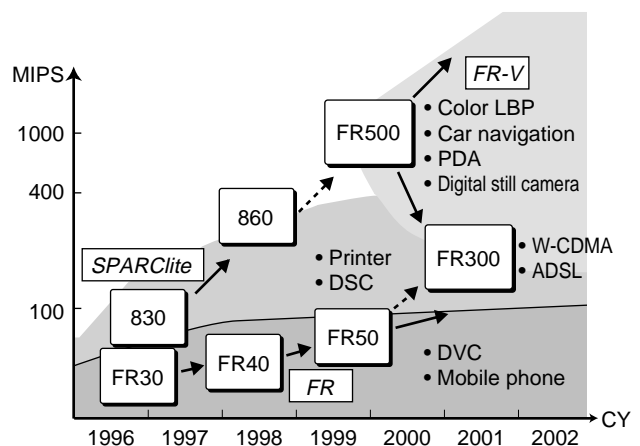 MIPS
FR-V
• Color LBP
• Car navigation
• PDA
• Digital still camera
1000
FR500
400
860
SPARClite
• Printer
• DSC
FR300
• W-CDMA
• ADSL
100
830
FR50
FR40
FR30
FR
• DVC
• Mobile phone
CY
1996 1997 1998 1999 2000 2001 2002